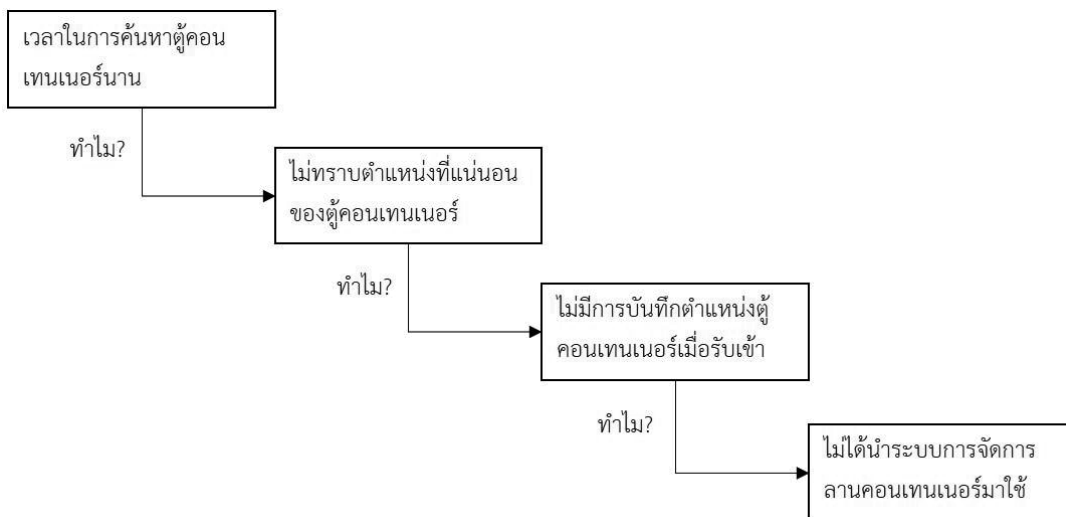 เวลาในการค้นหาตู้คอน
เทนเนอร์นาน
ทำไม?
ไม่ทราบตำแหน่งที่แน่นอน
ของตู้คอนเทนเนอร์
ทำไม?
ไม่มีการบันทึกตำแหน่งตู้
คอนเทนเนอร์เมื่อรับเข้า
ทำไม?
ไม่ได้นำระบบการจัดการ
ลานคอนเทนเนอร์มาใช้